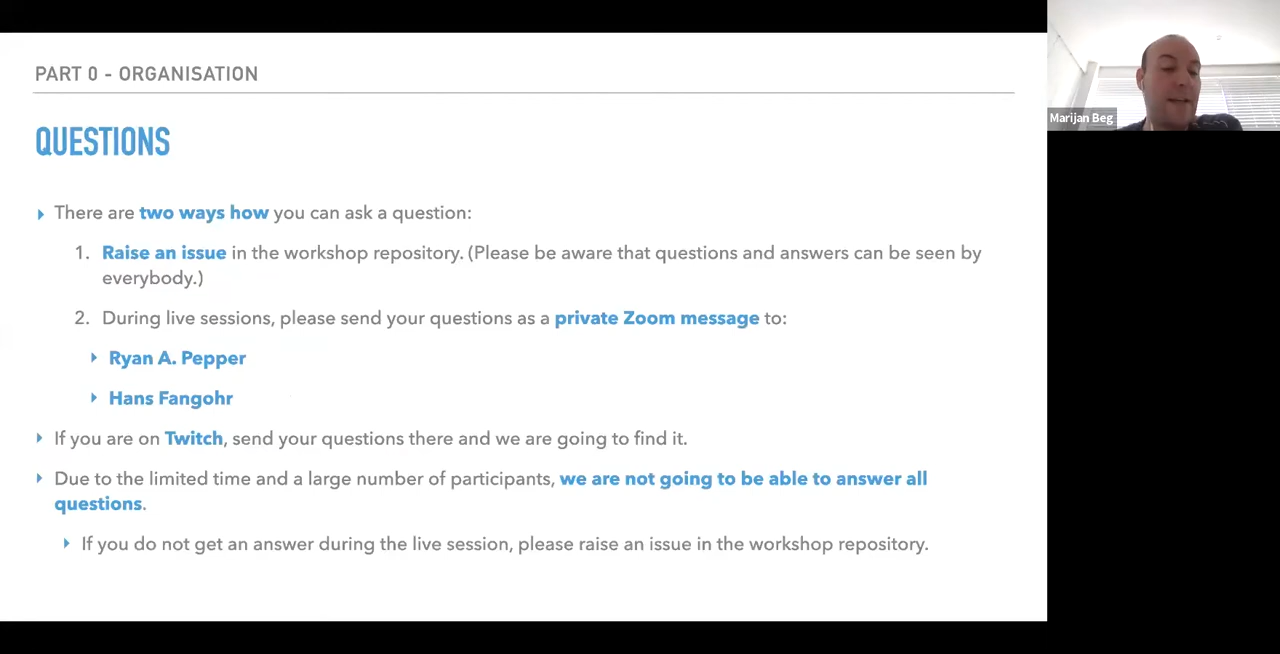 PART 0 - ORGANISATION
QUESTIONS
There are two ways how you can ask a question:
1. Raise an issue in the workshop repository. (Please be aware that questions and answers can be seen by
everybody.)
2. During live sessions, please send your questions as a private Zoom message to:
Ryan A. Pepper
Hans Fangohr
If you are on Twitch, send your questions there and we are going to find it.
Due to the limited time and a large number of participants, we are not going to be able to answer all
questions.
If you do not get an answer during the live session, please raise an issue in the workshop repository.
Marijan Beg